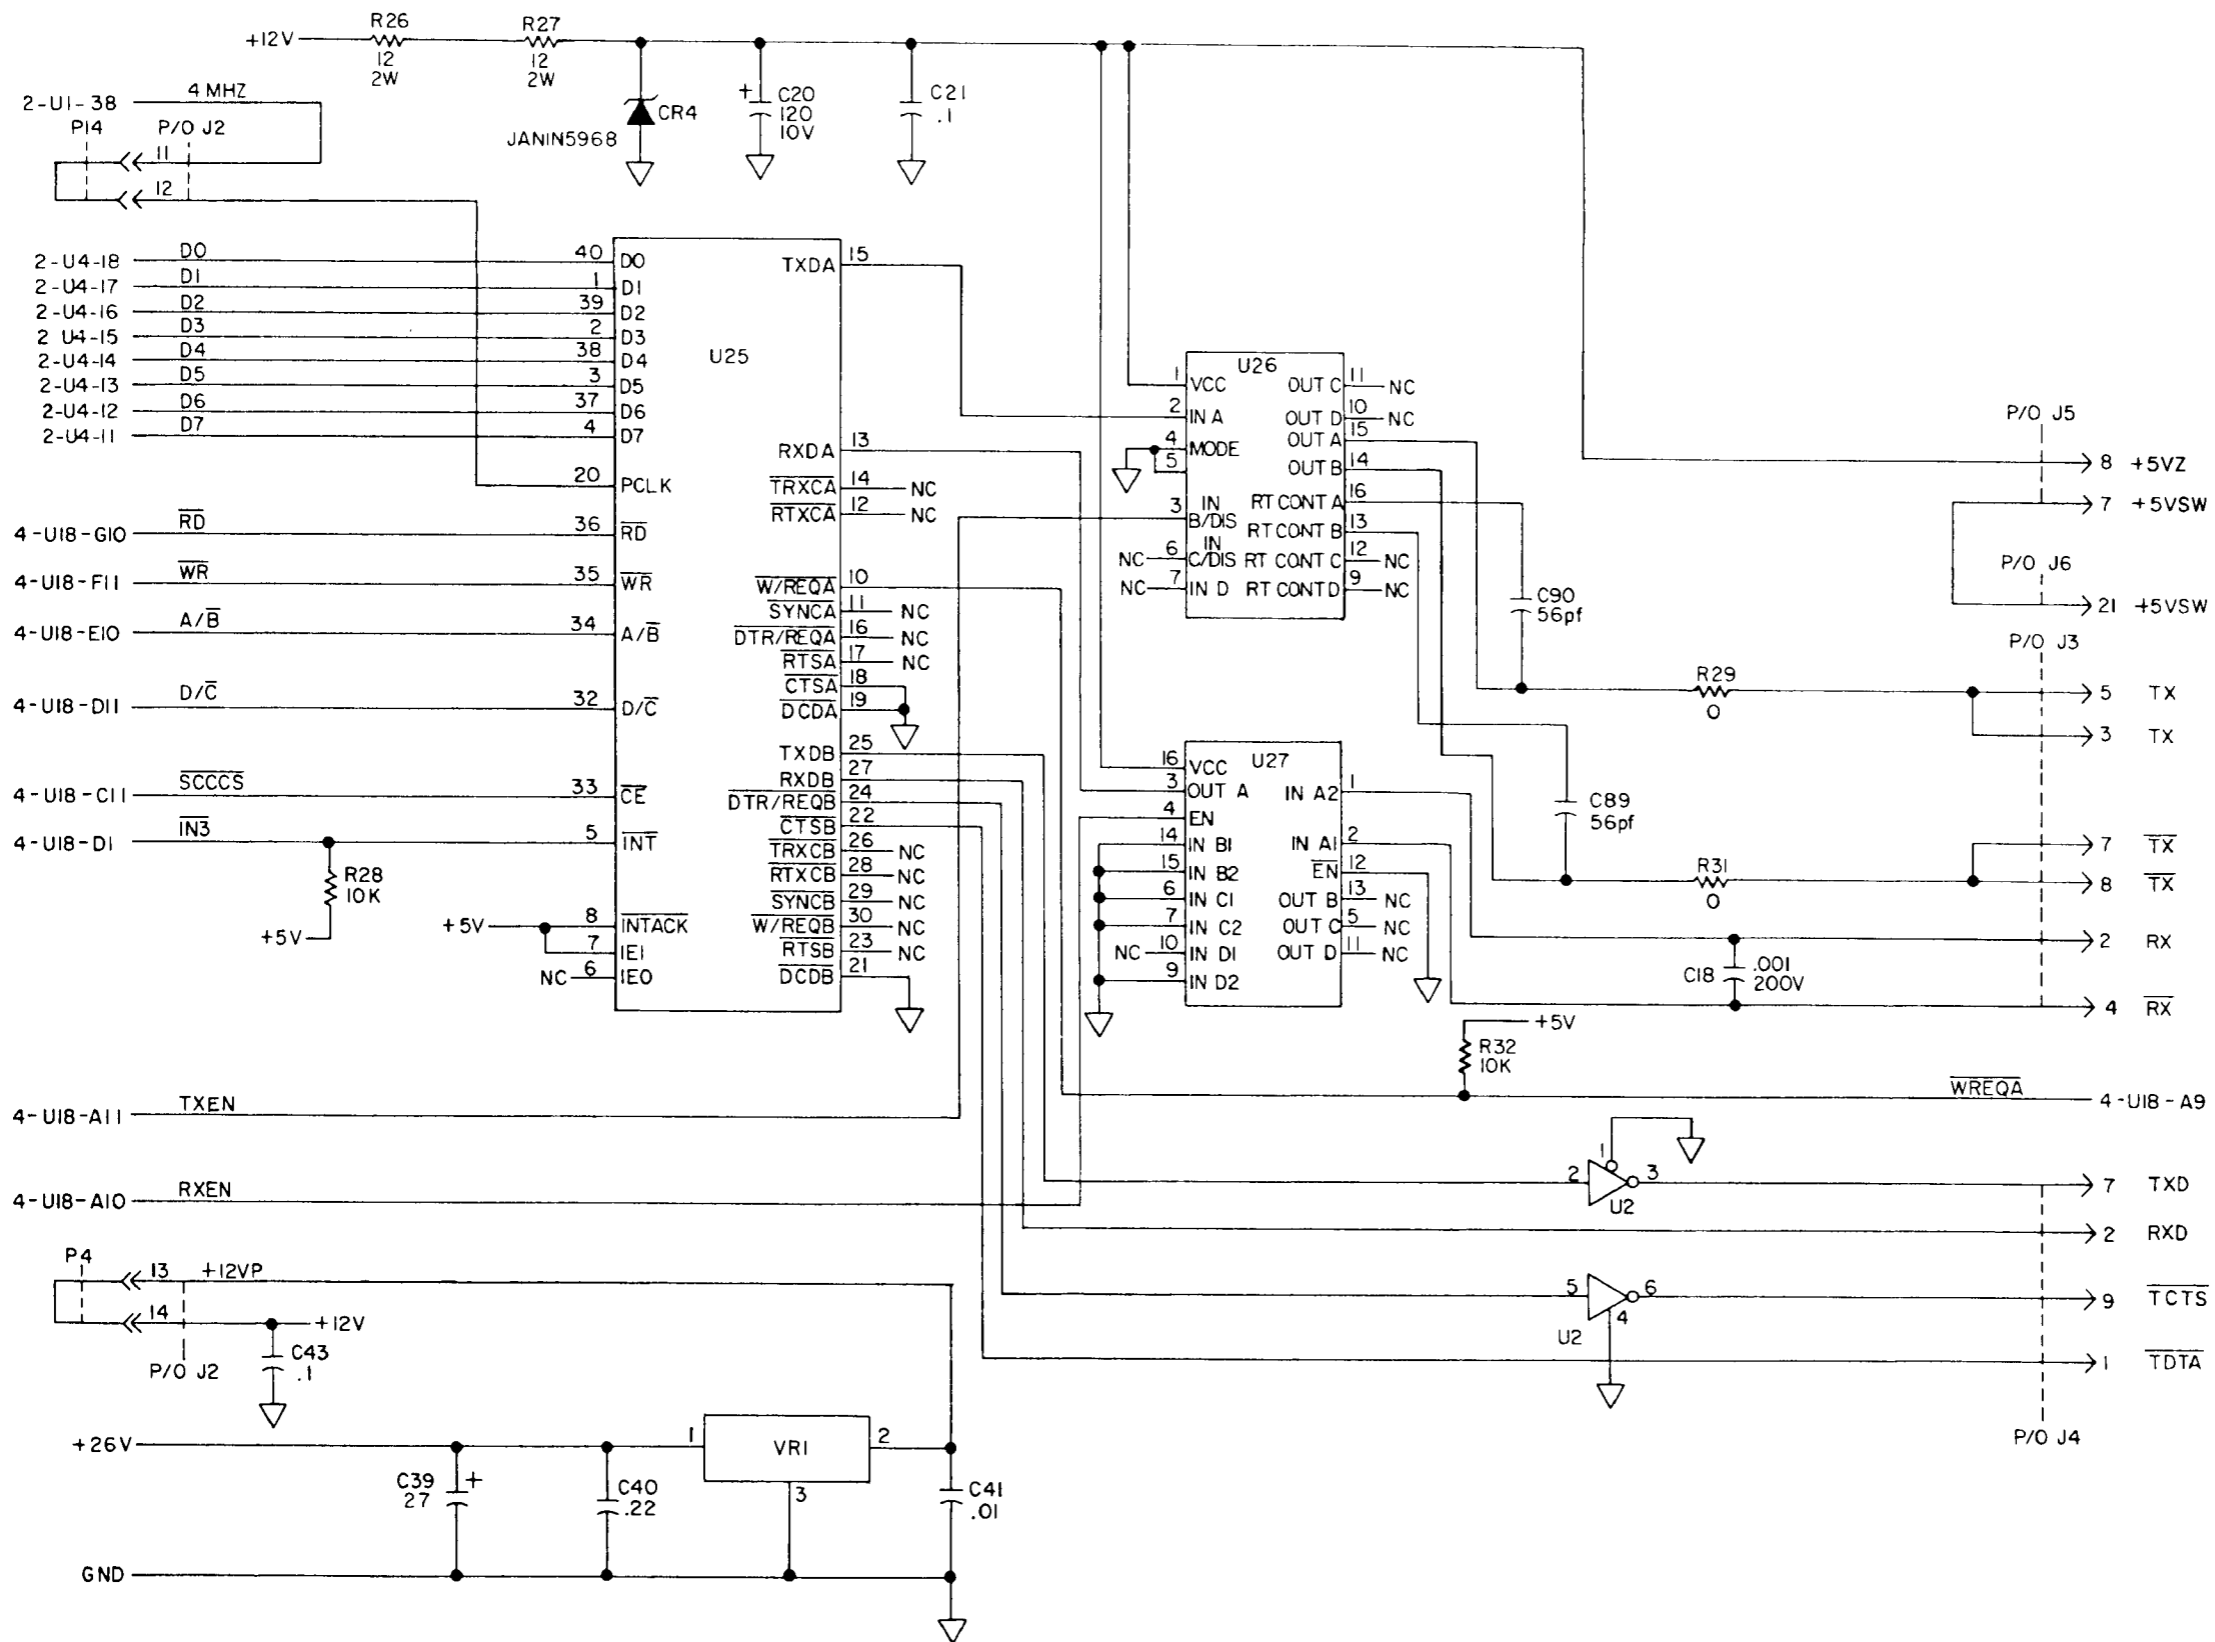 +12V
R26
12
2W
R27
12
2W
CR4
JANIN5968
+
C20
120
10V
C21
.1
2-U1-38
4 MHZ
P14
P/O J2
11
12
2-U4-18 D0 40 D0
2-U4-17 D1 1 D1
2-U4-16 D2 39 D2
2 U4-15 D3 2 D3
2-U4-14 D4 38 D4
2-U4-13 D5 3 D5
2-U4-12 D6 37 D6
2-U4-11 D7 4 D7
20 PCLK
4-U18-G10 RD 36 RD
4-U18-F11 WR 35 WR
4-U18-E10 A/B 34 A/B
4-U18-D11 D/C 32 D/C
4-U18-C11 SCCCS 33 CE
4-U18-D1 IN3 5 INT
R28
10K
+5V
+5V 8 INTACK
7 IEI
NC 6 IEO
U25
TXDA 15
RXDA 13
TRXCA 14 NC
RTXCA 12 NC
W/REQA 10
SYNCA 11 NC
DTR/REQA 16 NC
RTSA 17 NC
CTSA 18
DCDA 19
TXDB 25
RXDB 27
DTR/REQB 24
CTSB 22
TRXCB 26 NC
RTXCB 28 NC
SYNCB 29 NC
W/REQB 30 NC
RTSB 23 NC
DCDB 21
U26
1 VCC OUT C 11 NC
2 IN A OUT D 10 NC
4 MODE OUT A 15
5 OUT B 14
3 IN B/DIS RT CONT A 16
RT CONT B 13
NC 6 IN C/DIS RT CONT C 12 NC
NC 7 IN D RT CONT D 9 NC
C90
56pf
C89
56pf
U27
16 VCC
3 OUT A IN A2 1
4 EN
14 IN B1 IN A1 2
15 IN B2 EN 12
6 IN C1 OUT B 13 NC
7 IN C2 OUT C 5 NC
NC 10 IN D1 OUT D 11 NC
9 IN D2
P/O J5
8 +5VZ
7 +5VSW
P/O J6
21 +5VSW
P/O J3
R29
0
5 TX
3 TX
R31
0
7 TX
8 TX
2 RX
C18
.001
200V
4 RX
+5V
R32
10K
WREQA
4-U18-A9
4-U18-A11 TXEN
4-U18-A10 RXEN
1
2 3
U2
7 TXD
2 RXD
5 6
4
U2
9 TCTS
1 TDTA
P/O J4
P4
13 +12VP
14 +12V
P/O J2
C43
.1
+26V
1 VR1 2
3
C39
27
+
C40
.22
C41
.01
GND